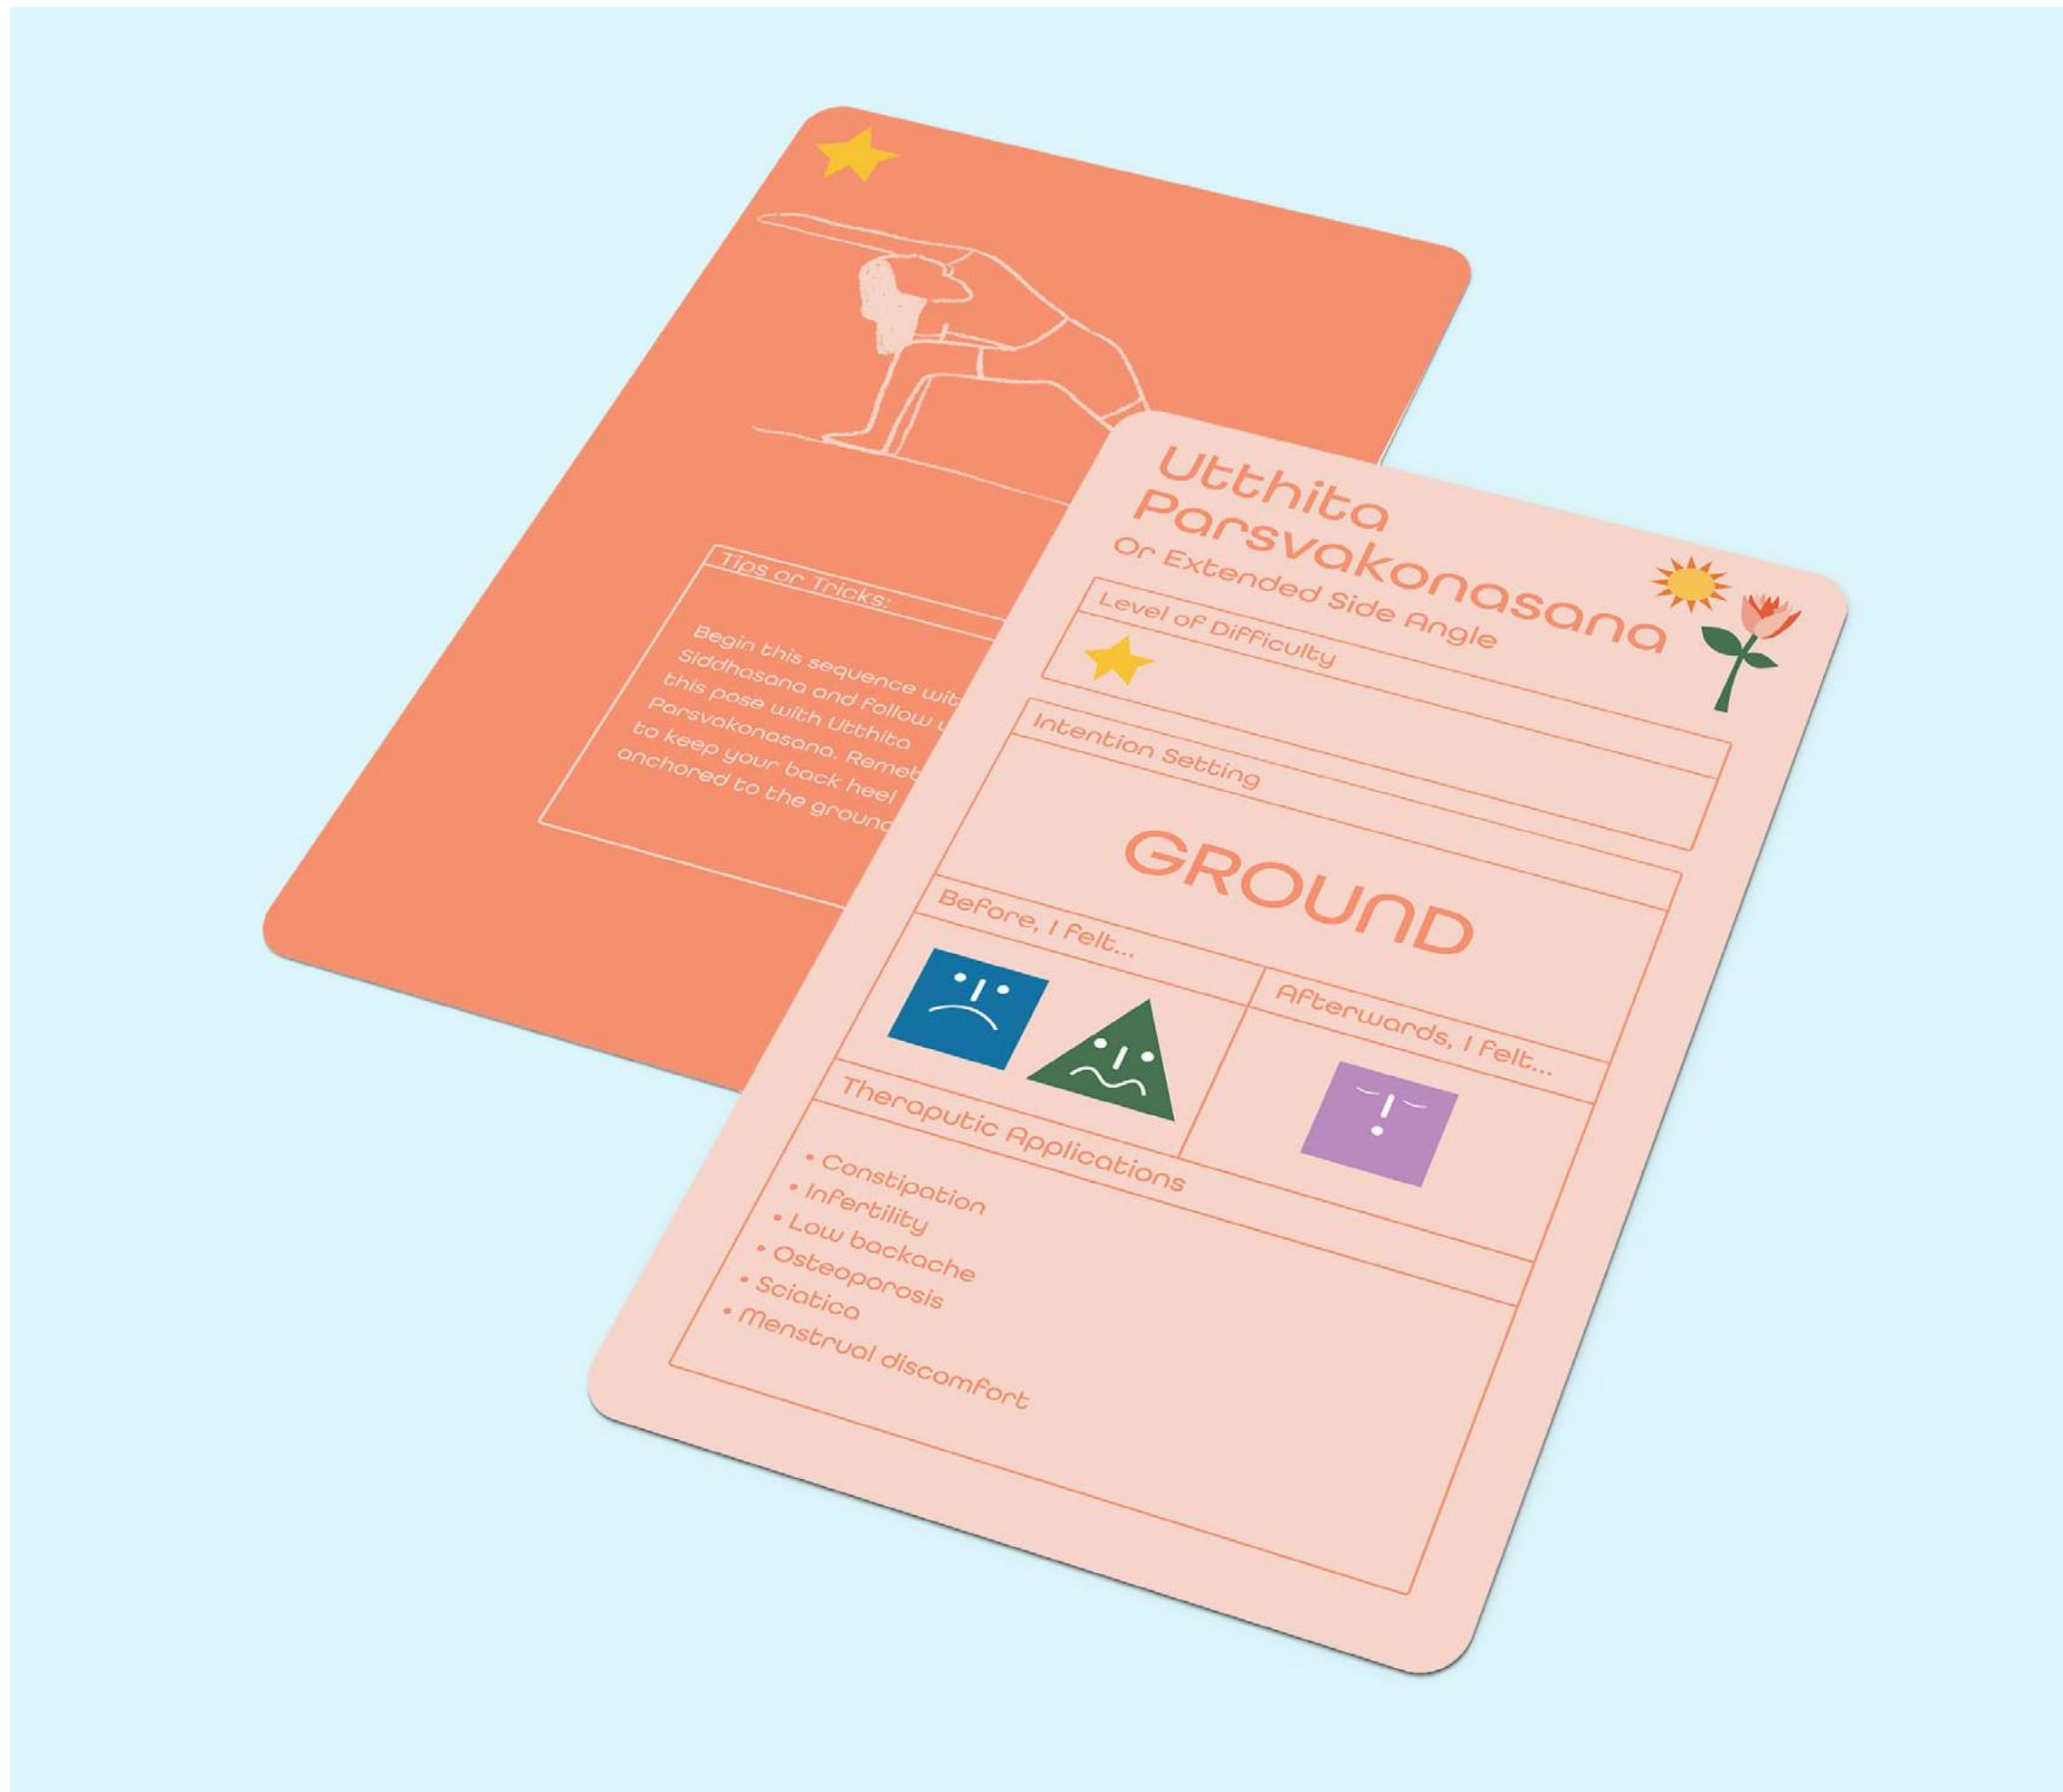 Tips or Tricks:
Begin this sequence
Siddhasana and follow
this pose with Utthita
Parsvakonasana.
to keep your back heel
anchored to the ground
Utthita
Parsvakonasana
Or Extended Side Angle
Level of Difficulty
Intention Setting
GROUND
Before, I felt...
Afterwards, I felt...
Theraputic Applications
• Constipation
• Infertility
• Low backache
• Osteoporosis
• Sciatica
• Menstrual discomfort